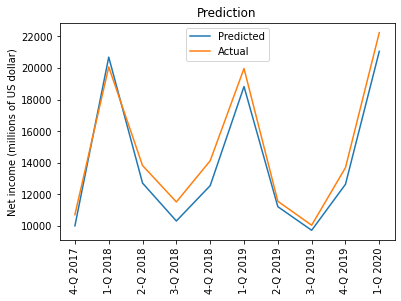 Prediction
Predicted
Actual
Net income (millions of US dollar)
22000
20000
18000
16000
14000
12000
10000
4-Q 2017
1-Q 2018
2-Q 2018
3-Q 2018
4-Q 2018
1-Q 2019
2-Q 2019
3-Q 2019
4-Q 2019
1-Q 2020